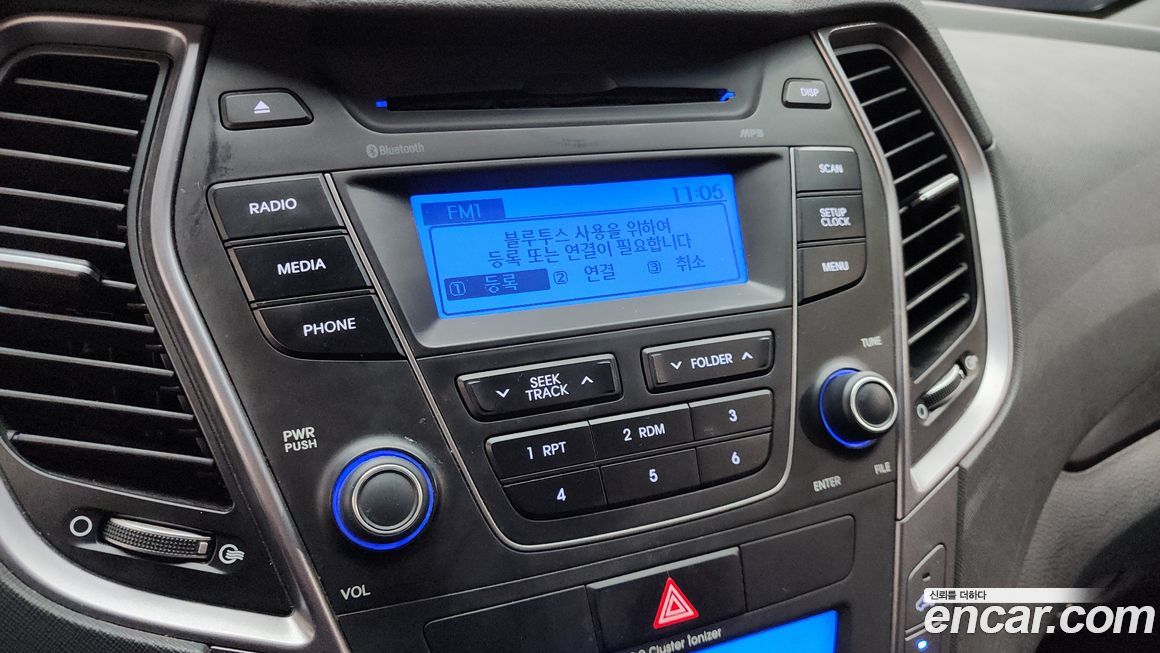 DISP
Bluetooth
MP3
RADIO
MEDIA
PHONE
FM1
11:05
블루투스 사용을 위하여
등록 또는 연결이 필요합니다
① 등록 ② 연결 ③ 취소
SCAN
SETUP
CLOCK
MENU
SEEK
TRACK
FOLDER
TUNE
PWR
PUSH
1 RPT
2 RDM
3
4
5
6
VOL
ENTER
FILE
Cluster Ionizer
신뢰를 더하다
encar.com